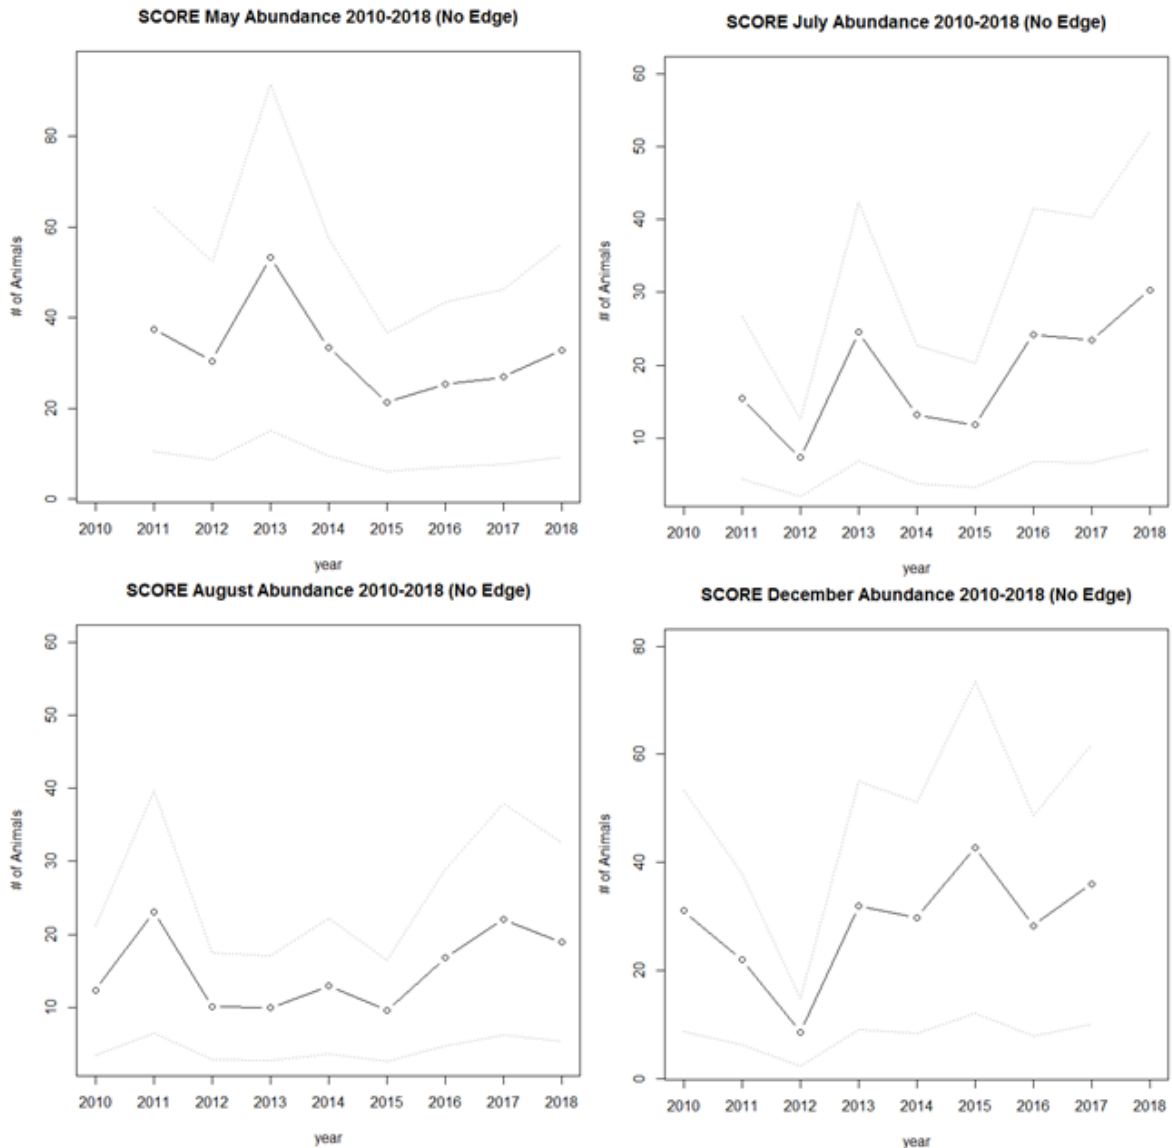 SCORE May Abundance 2010-2018 (No Edge)
# of Animals
80
60
40
20
0
2010 2011 2012 2013 2014 2015 2016 2017 2018
year
SCORE July Abundance 2010-2018 (No Edge)
# of Animals
60
50
40
30
20
10
2010 2011 2012 2013 2014 2015 2016 2017 2018
year
SCORE August Abundance 2010-2018 (No Edge)
# of Animals
60
50
40
30
20
10
2010 2011 2012 2013 2014 2015 2016 2017 2018
year
SCORE December Abundance 2010-2018 (No Edge)
# of Animals
80
60
40
20
0
2010 2011 2012 2013 2014 2015 2016 2017 2018
year